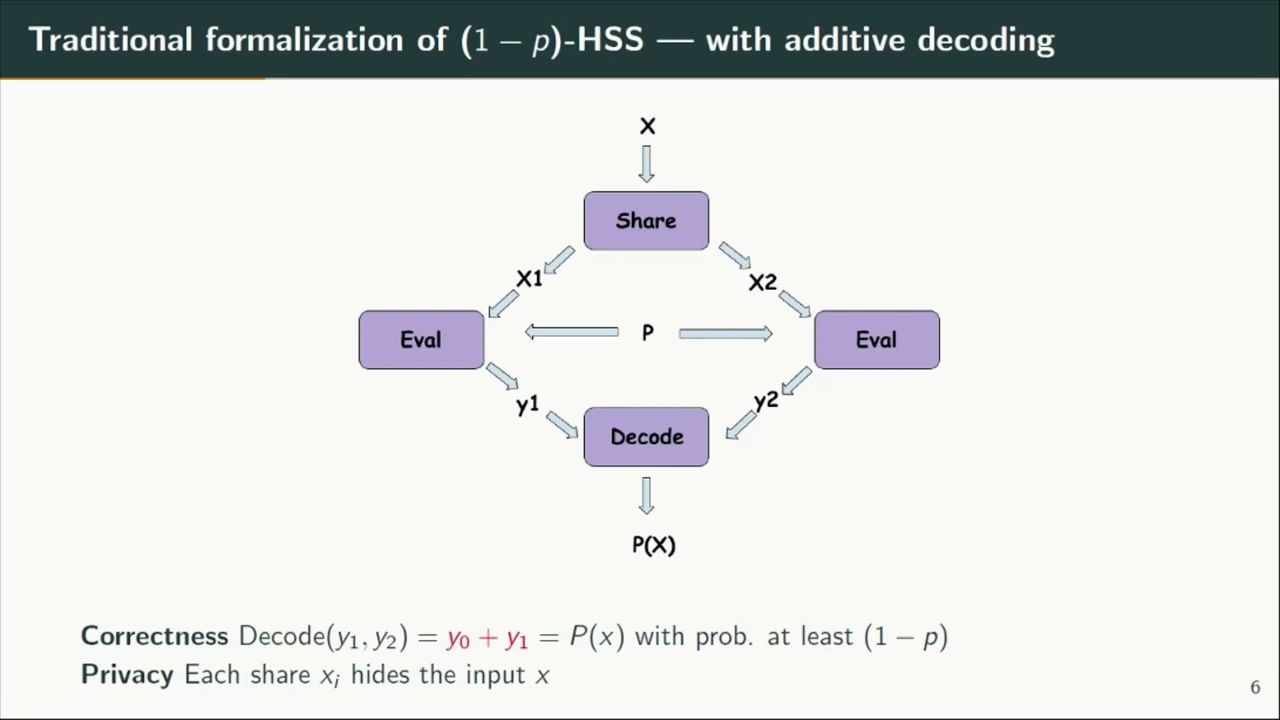 Traditional formalization of (1 − p)-HSS — with additive decoding
X
Share
X1
X2
Eval
P
Eval
y1
y2
Decode
P(X)
Correctness Decode(y₁, y₂) = y₀ + y₁ = P(x) with prob. at least (1 − p)
Privacy Each share xᵢ hides the input x
6